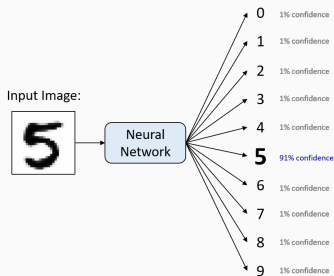 Input Image:
5
Neural
Network
0 1% confidence
1 1% confidence
2 1% confidence
3 1% confidence
4 1% confidence
5 91% confidence
6 1% confidence
7 1% confidence
8 1% confidence
9 1% confidence